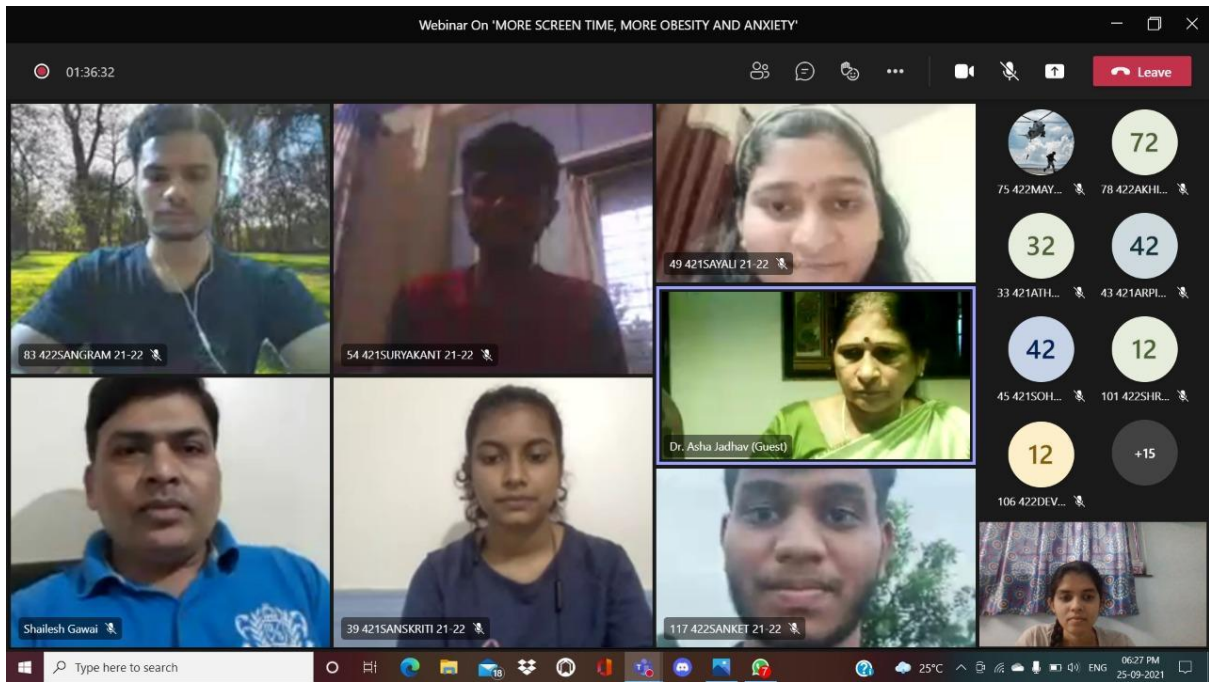 Webinar On 'MORE SCREEN TIME, MORE OBESITY AND ANXIETY'
01:36:32
Leave
83 422SANGRAM 21-22
54 421SURYAKANT 21-22
49 421SAYALI 21-22
Dr. Asha Jadhav (Guest)
Shailesh Gawai
39 421SANSKRITI 21-22
117 422SANKET 21-22
72
75 422MAY...
78 422AKHI...
32
42
33 421ATH...
43 421ARPI...
42
12
45 421SOH...
101 422SHR...
12
+15
106 422DEV...
Type here to search
18
7
25°C
ENG
06:27 PM
25-09-2021